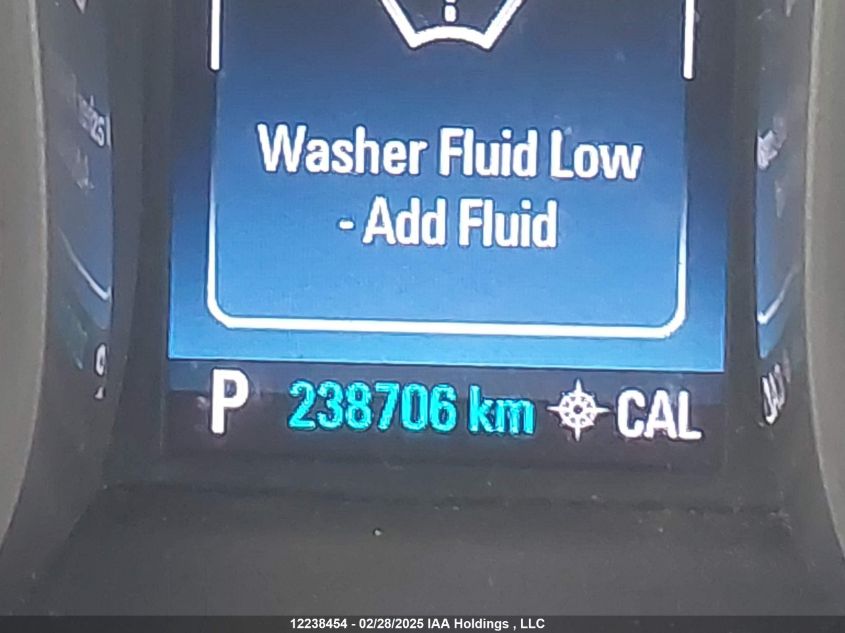 Washer Fluid Low
- Add Fluid
P 238706 km CAL
12238454 - 02/28/2025 IAA Holdings , LLC